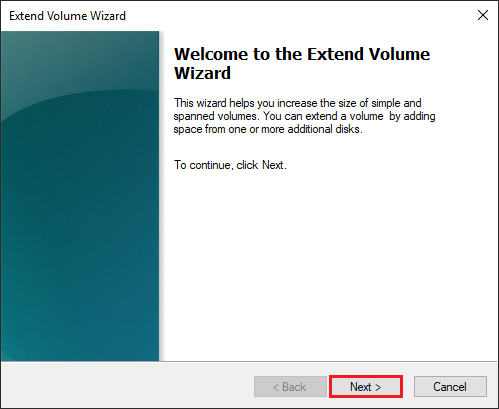 Extend Volume Wizard
Welcome to the Extend Volume
Wizard
This wizard helps you increase the size of simple and
spanned volumes. You can extend a volume by adding
space from one or more additional disks.
To continue, click Next.
< Back
Next >
Cancel